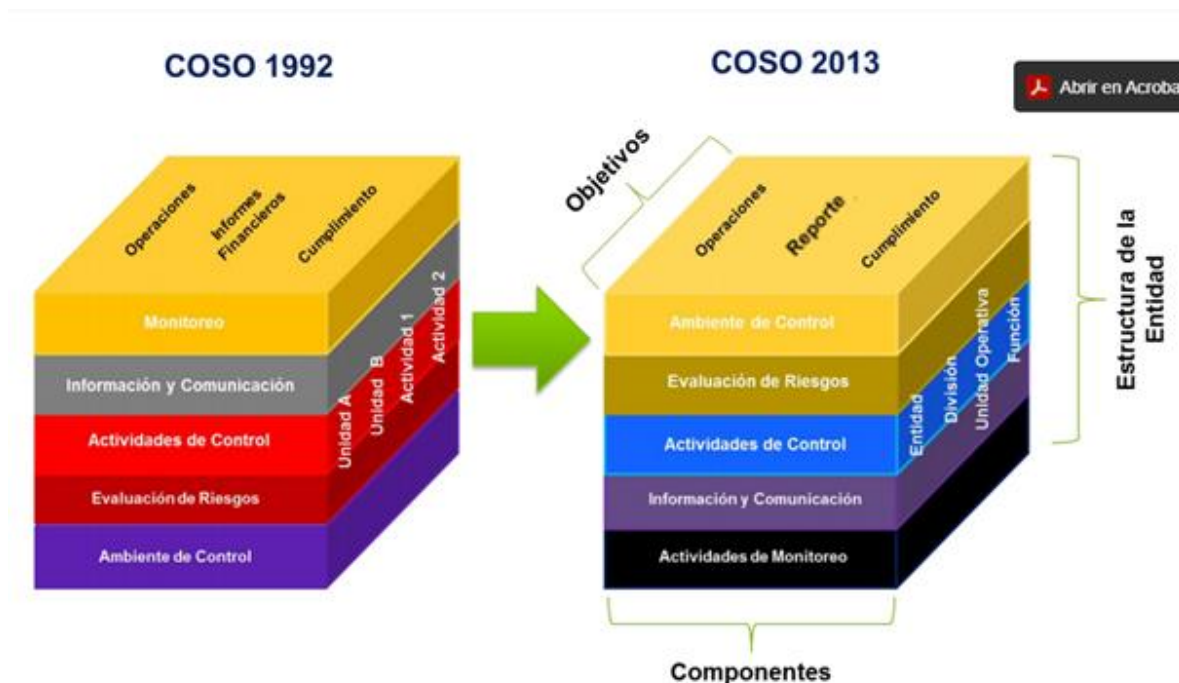 COSO 1992
COSO 2013
Abrir en Acroba
Operaciones
Informes
Financieros
Cumplimiento
Monitoreo
Información y Comunicación
Actividades de Control
Evaluación de Riesgos
Ambiente de Control
Unidad A
Unidad B
Actividad 1
Actividad 2
Objetivos
Operaciones
Reporte
Cumplimiento
Ambiente de Control
Evaluación de Riesgos
Actividades de Control
Información y Comunicación
Actividades de Monitoreo
Entidad
División
Unidad Operativa
Función
Estructura de la
Entidad
Componentes